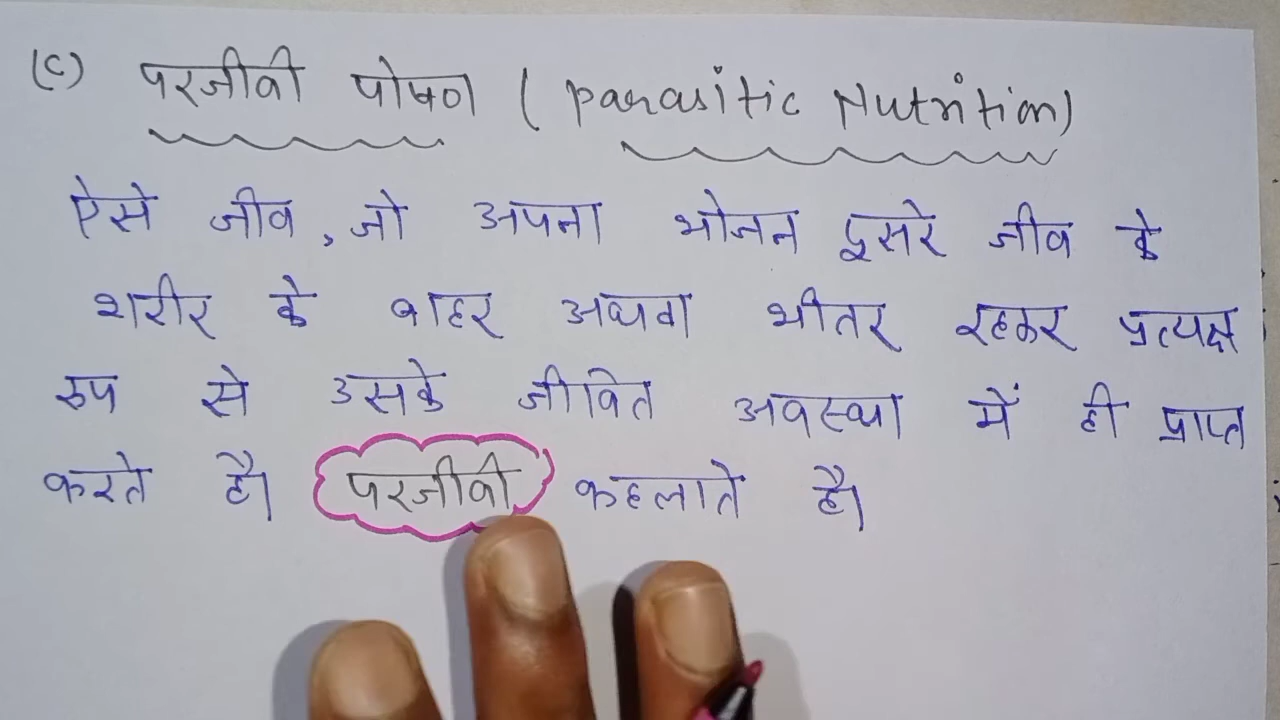 (C) परजीवी पोषण ( Parasitic Nutrition)
ऐसे जीव, जो अपना भोजन दूसरे जीव के
शरीर के बाहर अथवा भीतर रहकर प्रत्यक्ष
रुप से उसके जीवित अवस्था में ही प्राप्त
करते है। परजीवी कहलाते है।